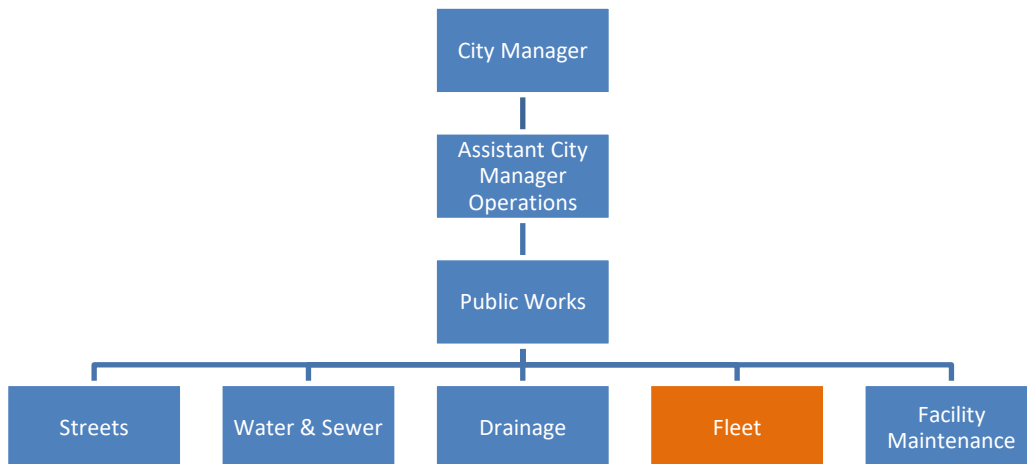 City Manager
Assistant City
Manager
Operations
Public Works
Streets
Water & Sewer
Drainage
Fleet
Facility
Maintenance